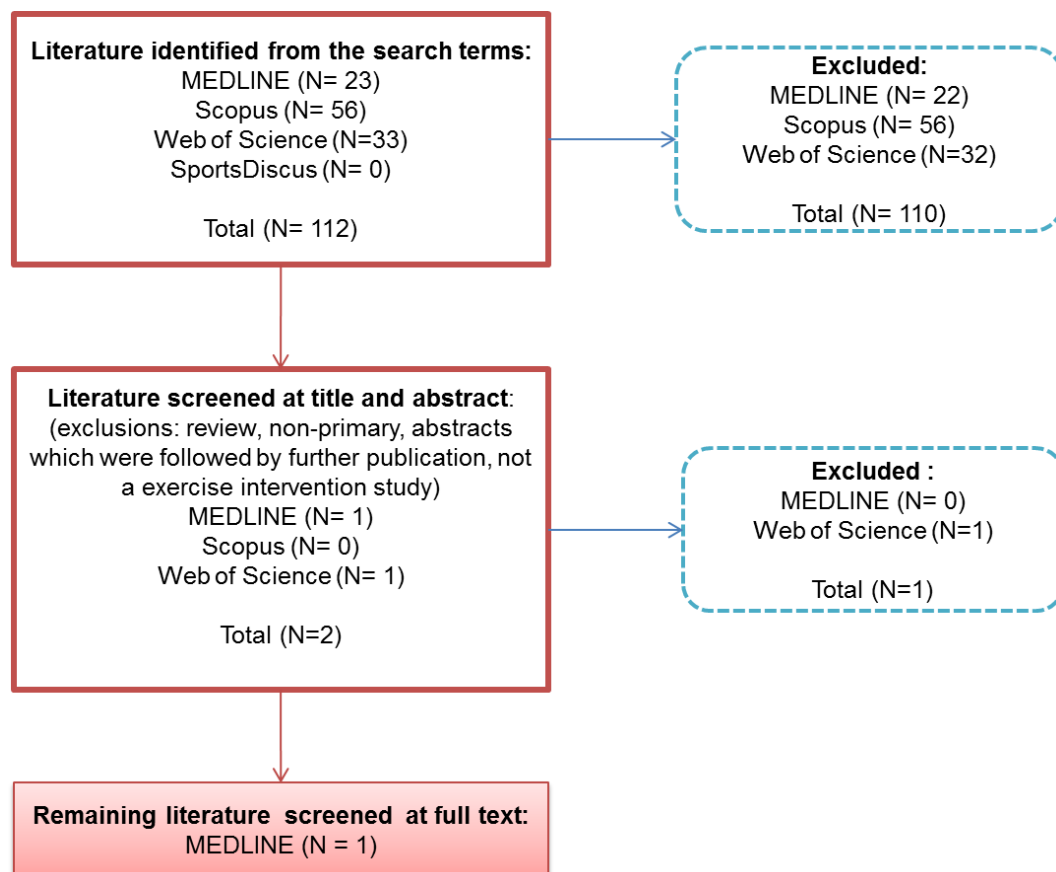 Literature identified from the search terms:
MEDLINE (N= 23)
Scopus (N= 56)
Web of Science (N=33)
SportsDiscus (N= 0)
Total (N= 112)
Excluded:
MEDLINE (N= 22)
Scopus (N= 56)
Web of Science (N=32)
Total (N= 110)
Literature screened at title and abstract:
(exclusions: review, non-primary, abstracts
which were followed by further publication, not
a exercise intervention study)
MEDLINE (N= 1)
Scopus (N= 0)
Web of Science (N= 1)
Total (N=2)
Excluded :
MEDLINE (N= 0)
Web of Science (N=1)
Total (N=1)
Remaining literature screened at full text:
MEDLINE (N = 1)